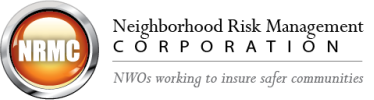 NRMC
Neighborhood Risk Management
CORPORATION
NWOs working to insure safer communities